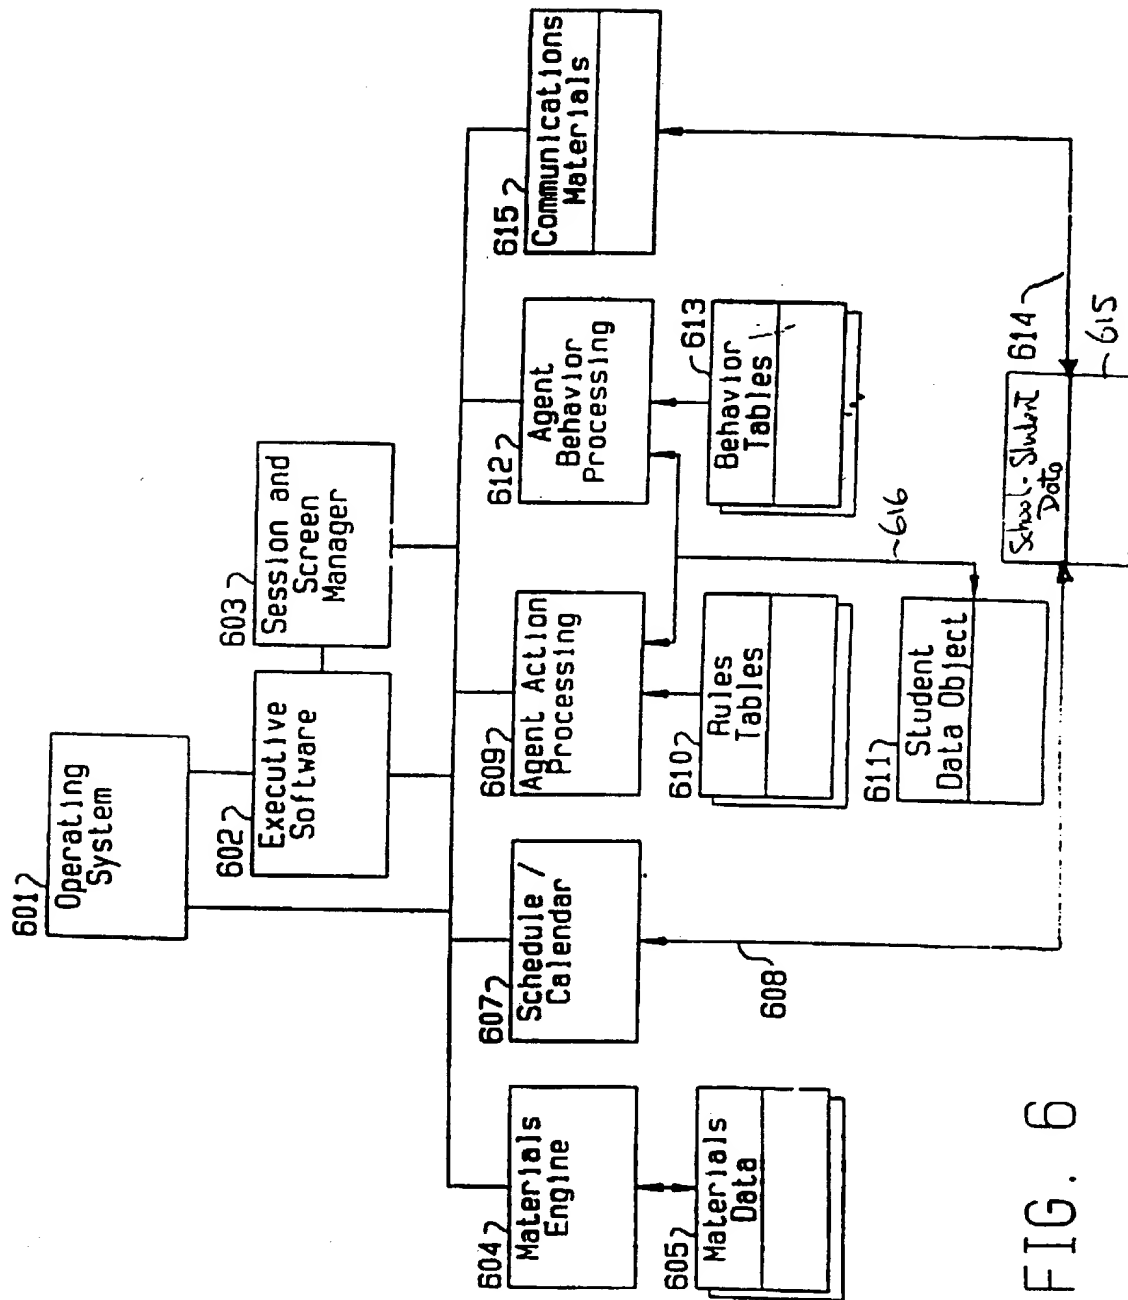 601
Operating
System
602
Executive
Software
603
Session and
Screen
Manager
604
Materials
Engine
605
Materials
Data
607
Schedule /
Calendar
608
609
Agent Action
Processing
610
Rules
Tables
611
Student
Data Object
612
Agent
Behavior
Processing
613
Behavior
Tables
616
615
Communications
Materials
614
School-Student
Data
615
FIG. 6